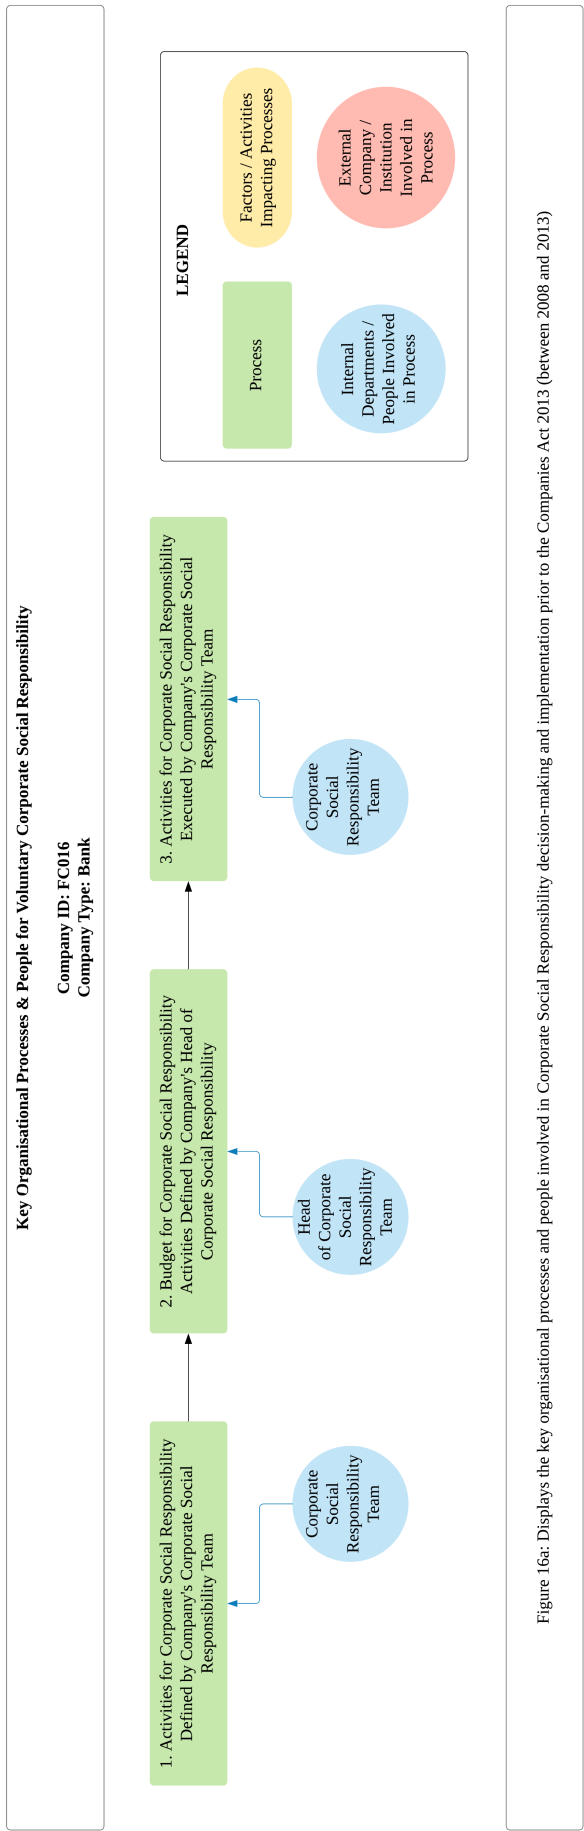 Key Organisational Processes & People for Voluntary Corporate Social Responsibility
Company ID: FC016
Company Type: Bank
1. Activities for Corporate Social Responsibility
Defined by Company's Corporate Social
Responsibility Team
2. Budget for Corporate Social Responsibility
Activities Defined by Company's Head of
Corporate Social Responsibility
3. Activities for Corporate Social Responsibility
Executed by Company's Corporate Social
Responsibility Team
Corporate
Social
Responsibility
Team
Head
of Corporate
Social
Responsibility
Team
Corporate
Social
Responsibility
Team
LEGEND
Process
Factors / Activities
Impacting Processes
Internal
Departments /
People Involved
in Process
External
Company /
Institution
Involved in
Process
Figure 16a: Displays the key organisational processes and people involved in Corporate Social Responsibility decision-making and implementation prior to the Companies Act 2013 (between 2008 and 2013)